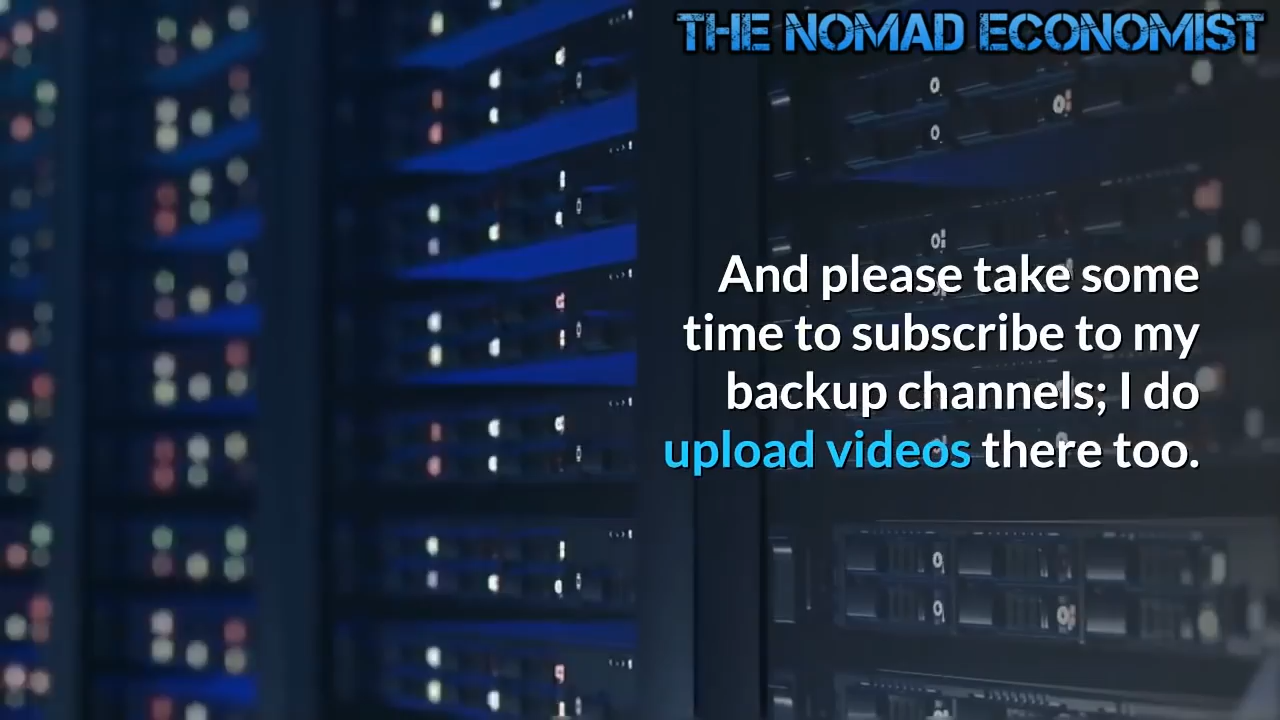 THE NOMAD ECONOMIST
And please take some
time to subscribe to my
backup channels; I do
upload videos there too.